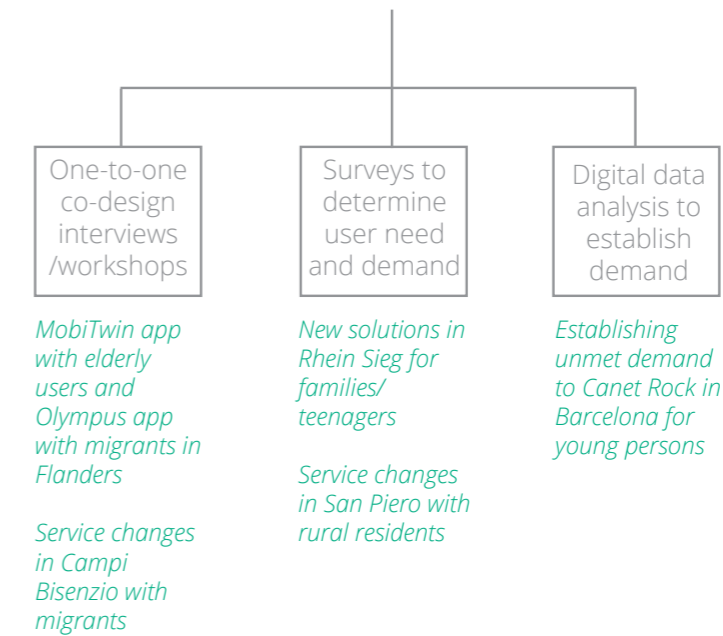 One-to-one
co-design
interviews
/workshops
MobiTwin app
with elderly
users and
Olympus app
with migrants in
Flanders
Service changes
in Campi
Bisenzio with
migrants
Surveys to
determine
user need
and demand
New solutions in
Rhein Sieg for
families/
teenagers
Service changes
in San Piero with
rural residents
Digital data
analysis to
establish
demand
Establishing
unmet demand
to Canet Rock in
Barcelona for
young persons